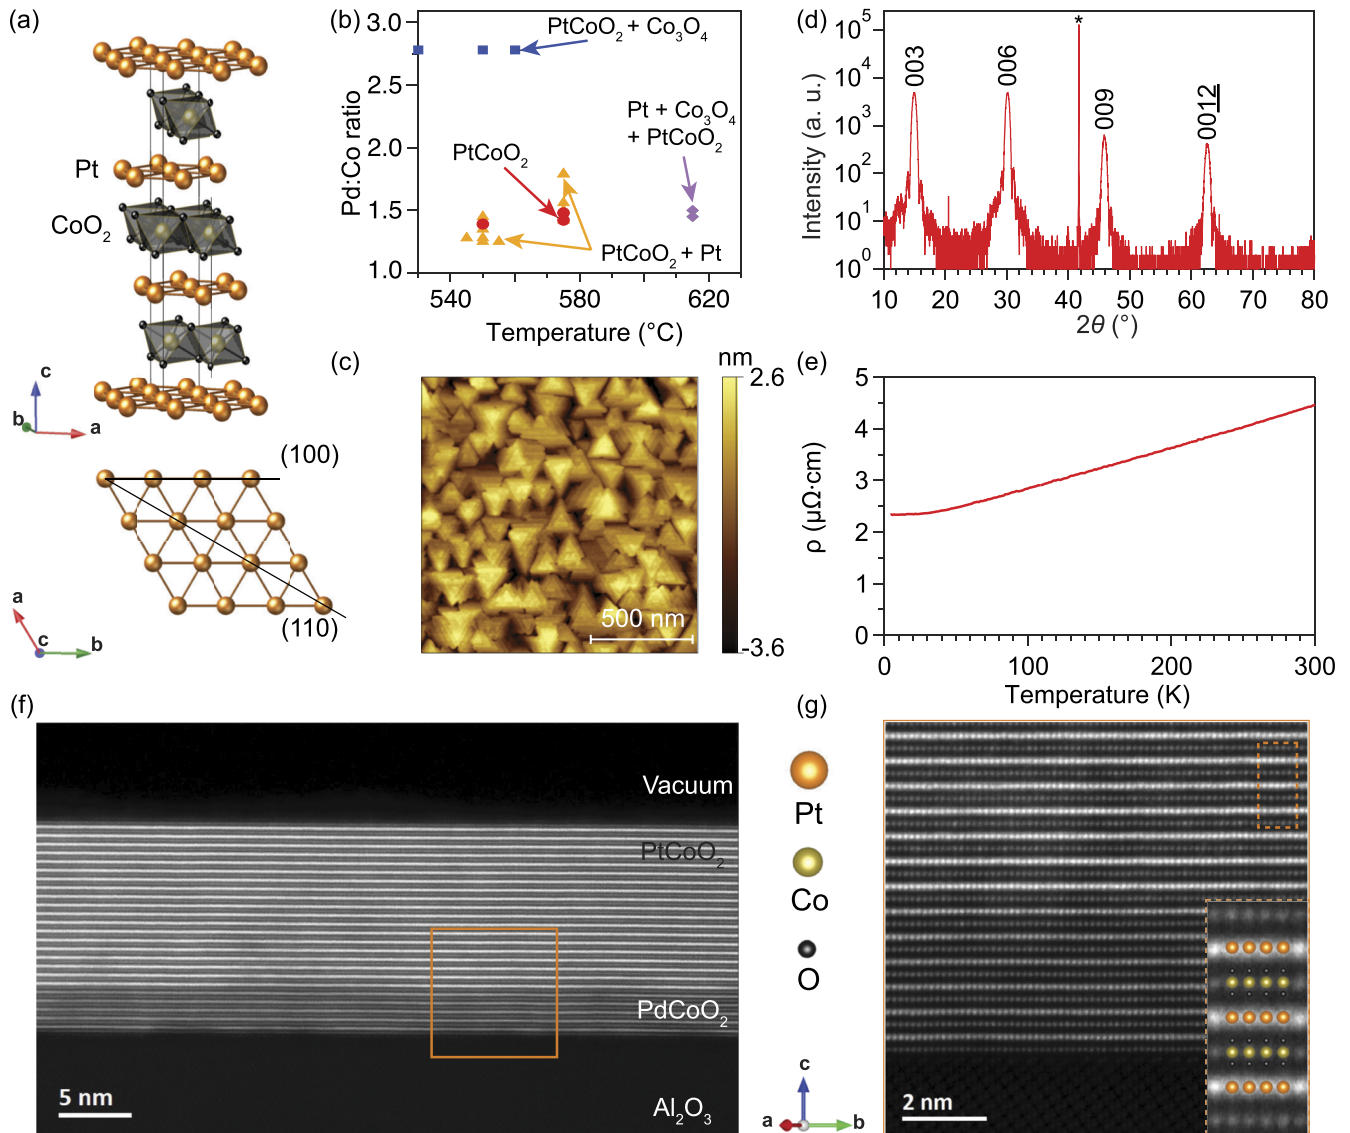 (a)
Pt
CoO2
c
b
a
(100)
(110)
a
c
b
(b)
3.0
2.5
2.0
1.5
1.0
Pd:Co ratio
PtCoO2 + Co3O4
Pt + Co3O4
+ PtCoO2
PtCoO2
PtCoO2 + Pt
540
580
620
Temperature (°C)
(c)
nm
2.6
-3.6
500 nm
(d)
10^5
10^4
10^3
10^2
10^1
10^0
Intensity (a. u.)
003
006
*
009
0012
10
20
30
40
50
60
70
80
2θ (°)
(e)
5
4
3
2
1
0
ρ (μΩ·cm)
0
100
200
300
Temperature (K)
(f)
Vacuum
PtCoO2
PdCoO2
Al2O3
5 nm
(g)
Pt
Co
O
c
a
b
2 nm